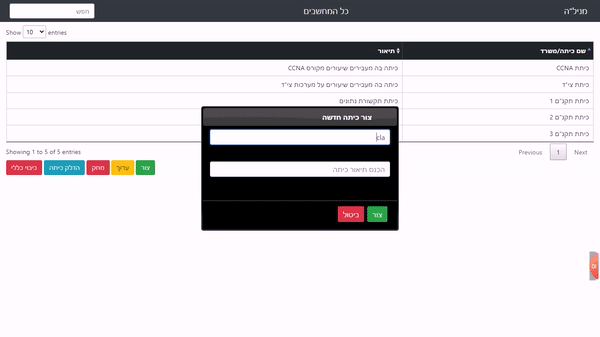 מניל"ה
כל המחשבים
חפש
Show 10 entries
שם כיתה/משרד
תיאור
כיתת CCNA
כיתה בה מעבירים שיעורים מקורס CCNA
כיתת צי"ד
כיתה בה מעבירים שיעורים על מערכות צי"ד
כיתת תקנ"ם 1
כיתת תקשורת נתונים
כיתת תקנ"ם 2
כיתת תקנ"ם 3
צור כיתה חדשה
cla
הכנס תיאור כיתה
צור
ביטול
Showing 1 to 5 of 5 entries
Previous 1 Next
צור
ערוך
מחק
הדלק כיתה
כיבוי כללי